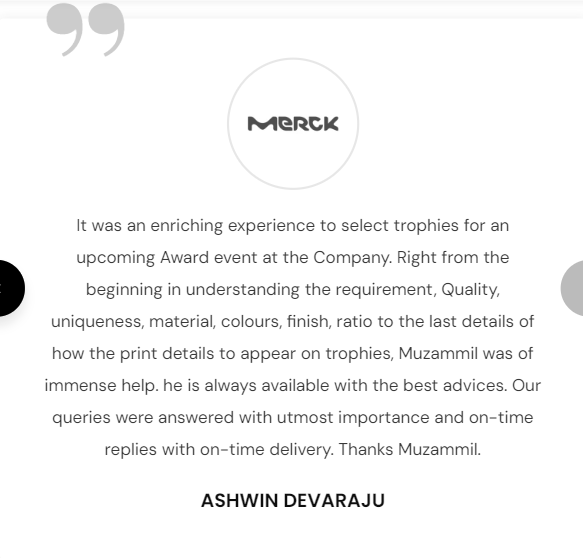 MERCK
It was an enriching experience to select trophies for an
upcoming Award event at the Company. Right from the
beginning in understanding the requirement, Quality,
uniqueness, material, colours, finish, ratio to the last details of
how the print details to appear on trophies, Muzammil was of
immense help. he is always available with the best advices. Our
queries were answered with utmost importance and on-time
replies with on-time delivery. Thanks Muzammil.
ASHWIN DEVARAJU